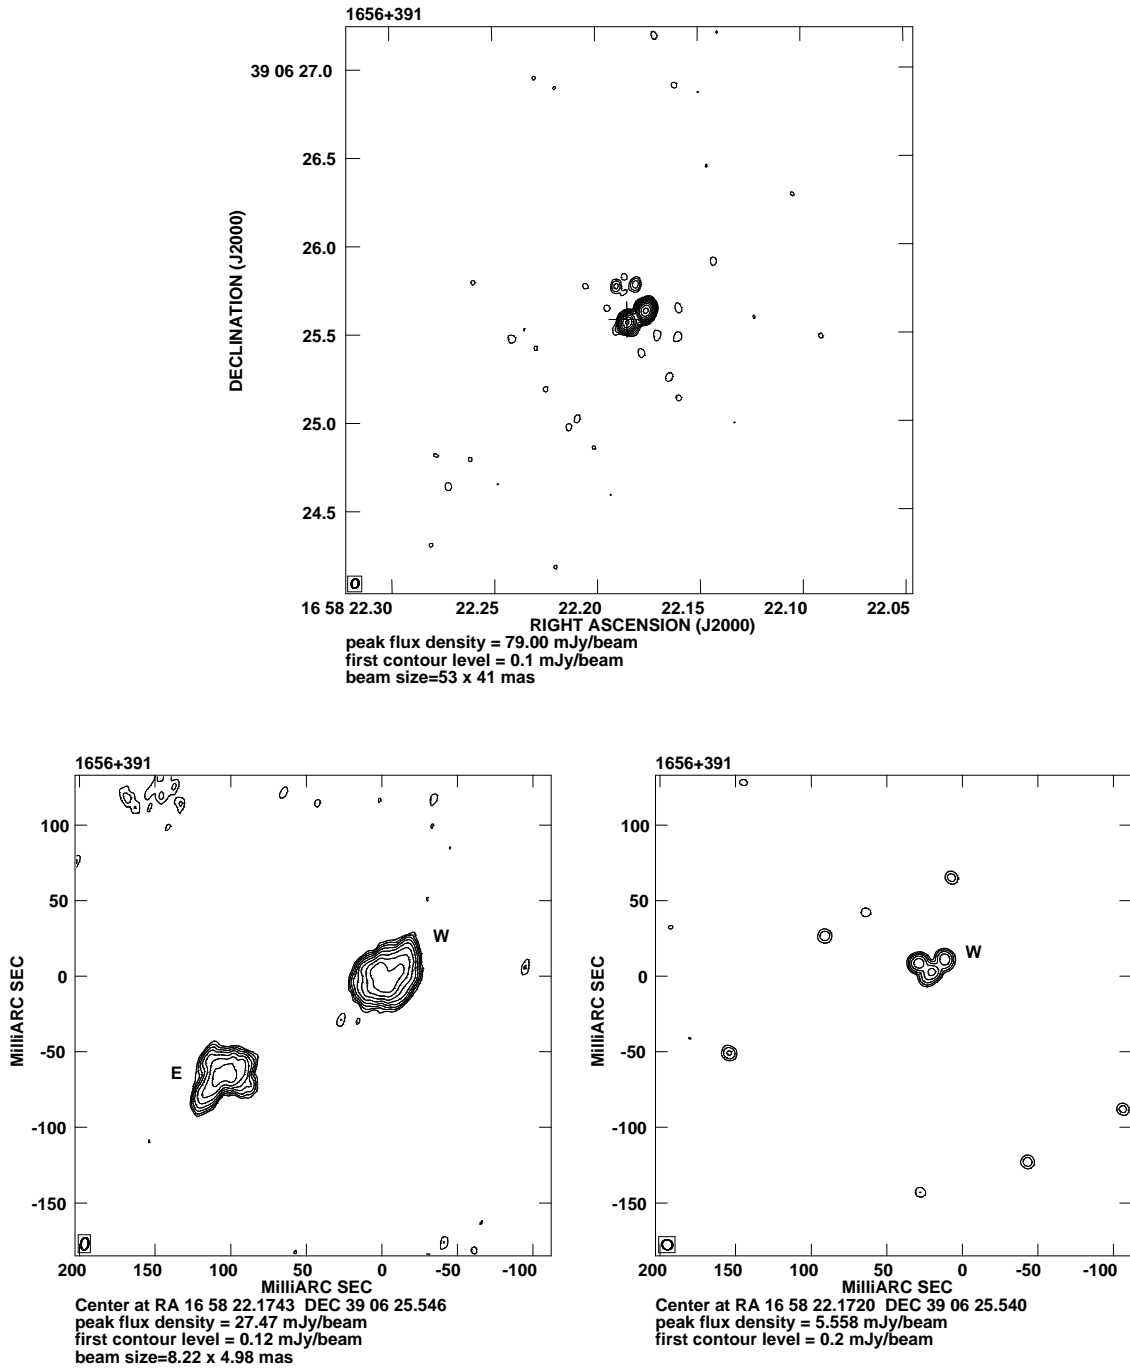 1656+391
39 06 27.0
26.5
26.0
25.5
25.0
24.5
DECLINATION (J2000)
16 58 22.30 22.25 22.20 22.15 22.10 22.05
RIGHT ASCENSION (J2000)
peak flux density = 79.00 mJy/beam
first contour level = 0.1 mJy/beam
beam size=53 x 41 mas
1656+391
100
50
0
-50
-100
-150
MilliARC SEC
W
E
200 150 100 50 0 -50 -100
MilliARC SEC
Center at RA 16 58 22.1743 DEC 39 06 25.546
peak flux density = 27.47 mJy/beam
first contour level = 0.12 mJy/beam
beam size=8.22 x 4.98 mas
1656+391
100
50
0
-50
-100
-150
MilliARC SEC
W
200 150 100 50 0 -50 -100
MilliARC SEC
Center at RA 16 58 22.1720 DEC 39 06 25.540
peak flux density = 5.558 mJy/beam
first contour level = 0.2 mJy/beam